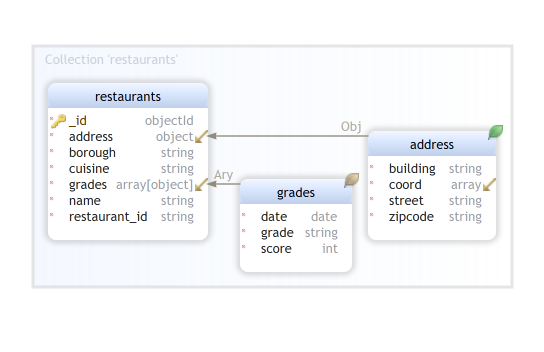 Collection 'restaurants'
restaurants
_id objectId
address object
borough string
cuisine string
grades array[object]
name string
restaurant_id string
Obj
Ary
grades
date date
grade string
score int
address
building string
coord array
street string
zipcode string